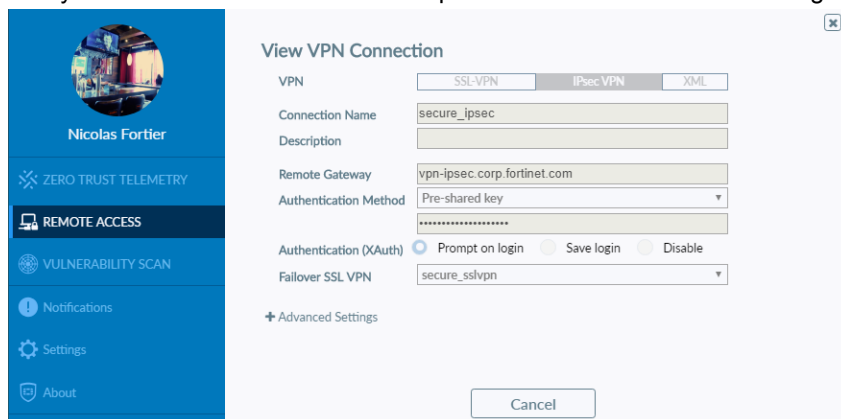 View VPN Connection
VPN SSL-VPN IPsec VPN XML
Connection Name secure_ipsec
Description
Remote Gateway vpn-ipsec.corp.fortinet.com
Authentication Method Pre-shared key
••••••••••••••••••••
Authentication (XAuth) Prompt on login Save login Disable
Failover SSL VPN secure_sslvpn
+ Advanced Settings
Cancel
Nicolas Fortier
ZERO TRUST TELEMETRY
REMOTE ACCESS
VULNERABILITY SCAN
Notifications
Settings
About